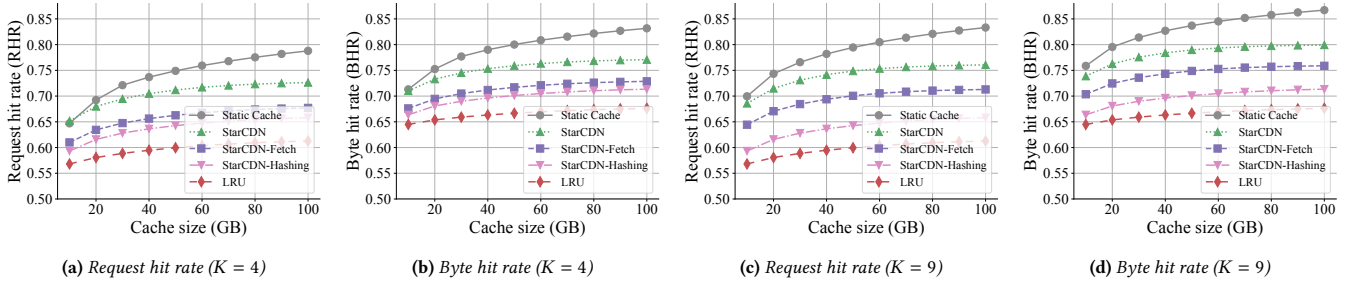 Request hit rate (RHR)
0.85
0.80
0.75
0.70
0.65
0.60
0.55
0.50
Static Cache
StarCDN
StarCDN-Fetch
StarCDN-Hashing
LRU
20 40 60 80 100
Cache size (GB)
(a) Request hit rate (K = 4)
Byte hit rate (BHR)
0.85
0.80
0.75
0.70
0.65
0.60
0.55
0.50
Static Cache
StarCDN
StarCDN-Fetch
StarCDN-Hashing
LRU
20 40 60 80 100
Cache size (GB)
(b) Byte hit rate (K = 4)
Request hit rate (RHR)
0.85
0.80
0.75
0.70
0.65
0.60
0.55
0.50
Static Cache
StarCDN
StarCDN-Fetch
StarCDN-Hashing
LRU
20 40 60 80 100
Cache size (GB)
(c) Request hit rate (K = 9)
Byte hit rate (BHR)
0.85
0.80
0.75
0.70
0.65
0.60
0.55
0.50
Static Cache
StarCDN
StarCDN-Fetch
StarCDN-Hashing
LRU
20 40 60 80 100
Cache size (GB)
(d) Byte hit rate (K = 9)